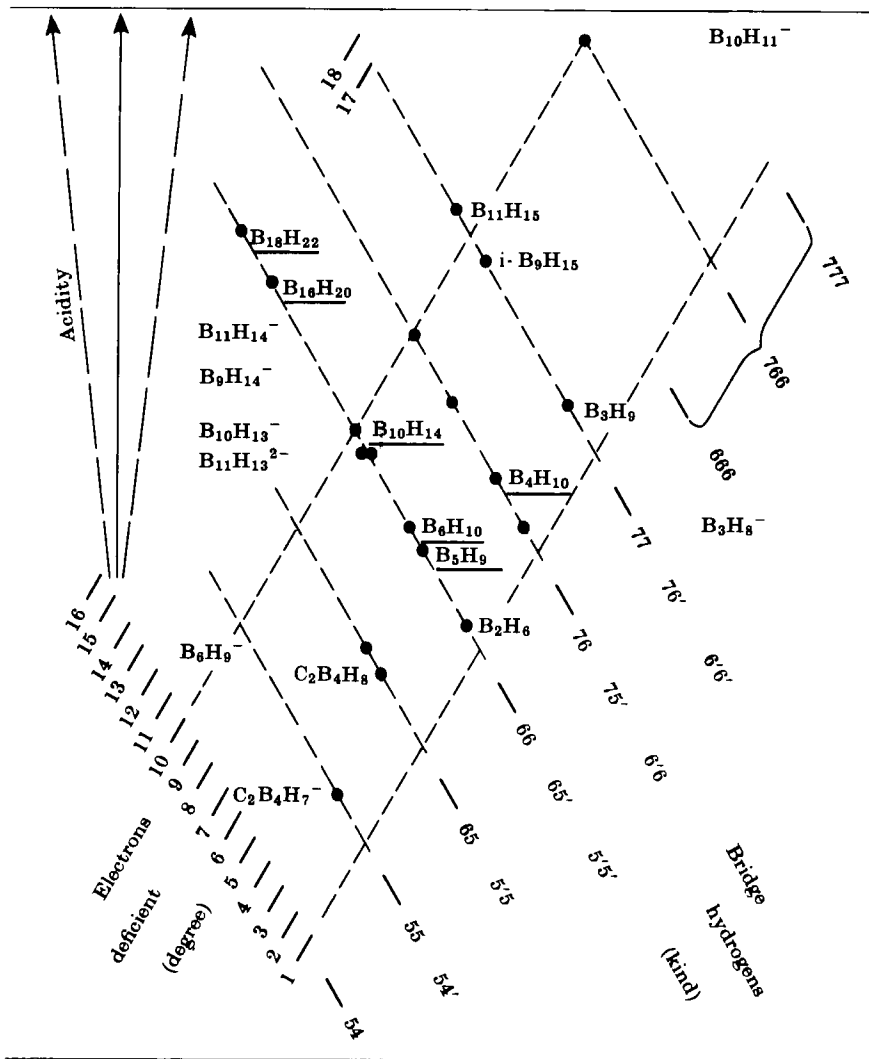 B₁₀H₁₁⁻
18
17
B₁₁H₁₅
B₁₈H₂₂
i- B₉H₁₅
777
B₁₆H₂₀
Acidity
B₁₁H₁₄⁻
766
B₉H₁₄⁻
B₃H₉
B₁₀H₁₃⁻
B₁₀H₁₄
666
B₁₁H₁₃²⁻
B₄H₁₀
B₆H₁₀
77
B₃H₈⁻
B₅H₉
16
76'
15
B₂H₆
76
14
B₆H₉⁻
6'6'
13
C₂B₄H₈
75'
12
66
11
6'6
10
65'
9
C₂B₄H₇⁻
8
65
5'5'
7
6
Electrons
5'5
Bridge
5
deficient
55
hydrogens
4
(degree)
54'
(kind)
3
2
1
54